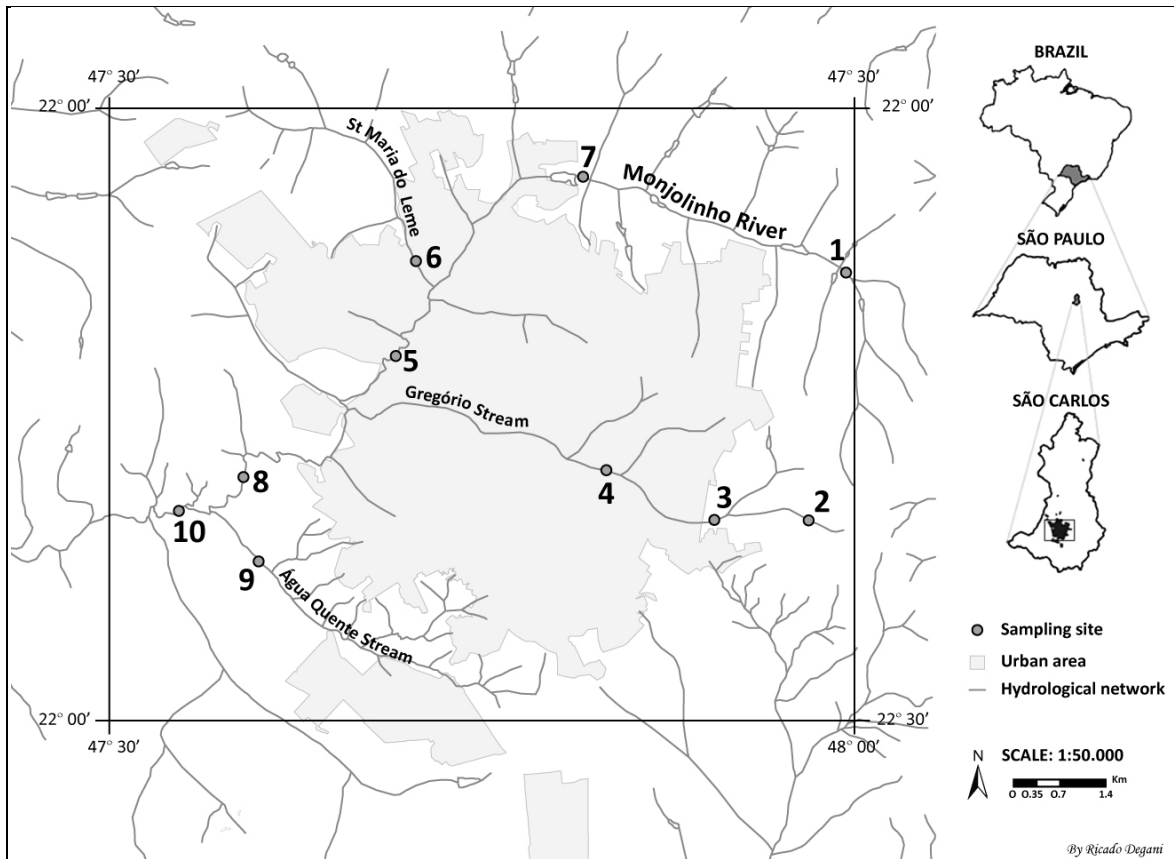 47° 30'
47° 30'
22° 00'
22° 00'
St Maria do Leme
7
Monjolinho River
1
6
5
Gregório Stream
4
3
2
8
10
9
Água Quente Stream
22° 00'
22° 30'
47° 30'
48° 00'
BRAZIL
SÃO PAULO
SÃO CARLOS
Sampling site
Urban area
Hydrological network
N
SCALE: 1:50.000
Km
0 0.35 0.7 1.4
By Ricado Degani